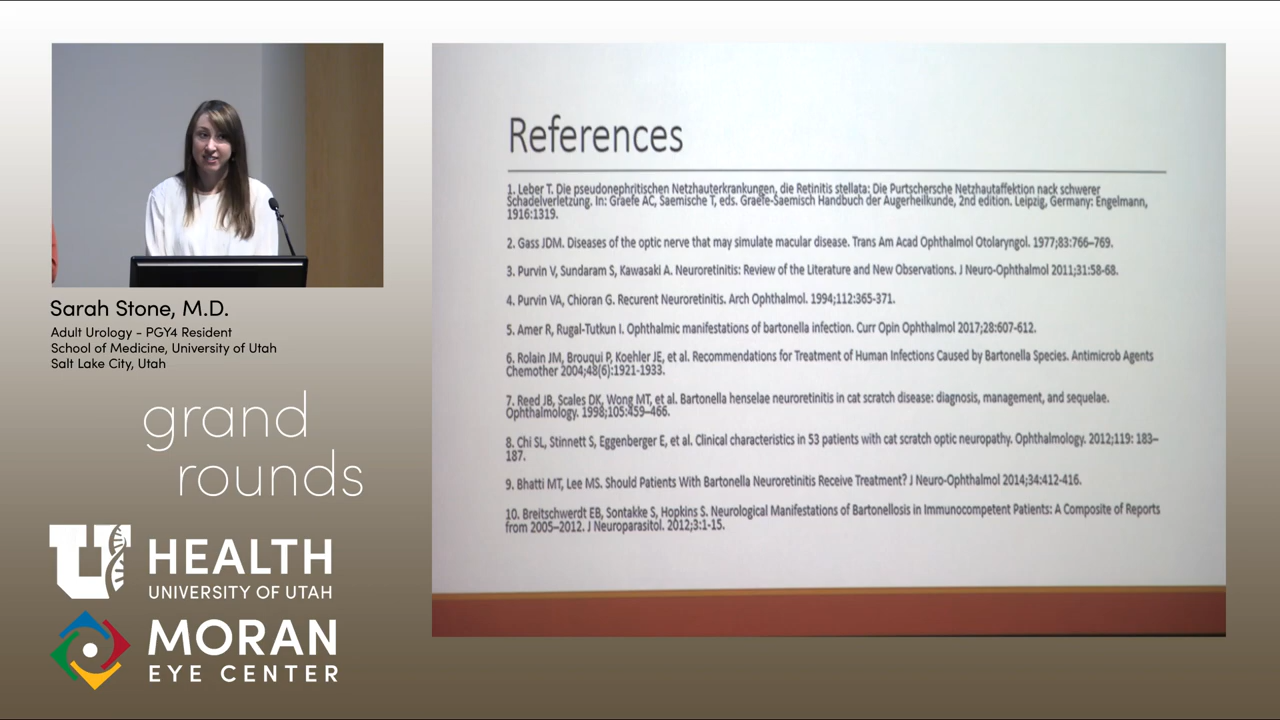 Sarah Stone, M.D.
Adult Urology - PGY4 Resident
School of Medicine, University of Utah
Salt Lake City, Utah
grand
rounds
U HEALTH
UNIVERSITY OF UTAH
MORAN
EYE CENTER
References
1. Leber T. Die pseudonephritischen Netzhauterkrankungen, die Retinitis stellata: Die Purtschersche Netzhautaffektion nack schwerer
Schadelverletzung. In: Graefe AC, Saemische T, eds. Graefe-Saemisch Handbuch der Augerheilkunde, 2nd edition. Leipzig, Germany: Engelmann,
1916:1319.
2. Gass JDM. Diseases of the optic nerve that may simulate macular disease. Trans Am Acad Ophthalmol Otolaryngol. 1977;83:766–769.
3. Purvin V, Sundaram S, Kawasaki A. Neuroretinitis: Review of the Literature and New Observations. J Neuro-Ophthalmol 2011;31:58-68.
4. Purvin VA, Chioran G. Recurent Neuroretinitis. Arch Ophthalmol. 1994;112:365-371.
5. Amer R, Rugal-Tutkun I. Ophthalmic manifestations of bartonella infection. Curr Opin Ophthalmol 2017;28:607-612.
6. Rolain JM, Brouqui P, Koehler JE, et al. Recommendations for Treatment of Human Infections Caused by Bartonella Species. Antimicrob Agents
Chemother 2004;48(6):1921-1933.
7. Reed JB, Scales DK, Wong MT, et al. Bartonella henselae neuroretinitis in cat scratch disease: diagnosis, management, and sequelae.
Ophthalmology. 1998;105:459–466.
8. Chi SL, Stinnett S, Eggenberger E, et al. Clinical characteristics in 53 patients with cat scratch optic neuropathy. Ophthalmology. 2012;119: 183–
187.
9. Bhatti MT, Lee MS. Should Patients With Bartonella Neuroretinitis Receive Treatment? J Neuro-Ophthalmol 2014;34:412-416.
10. Breitschwerdt EB, Sontakke S, Hopkins S. Neurological Manifestations of Bartonellosis in Immunocompetent Patients: A Composite of Reports
from 2005–2012. J Neuroparasitol. 2012;3:1-15.